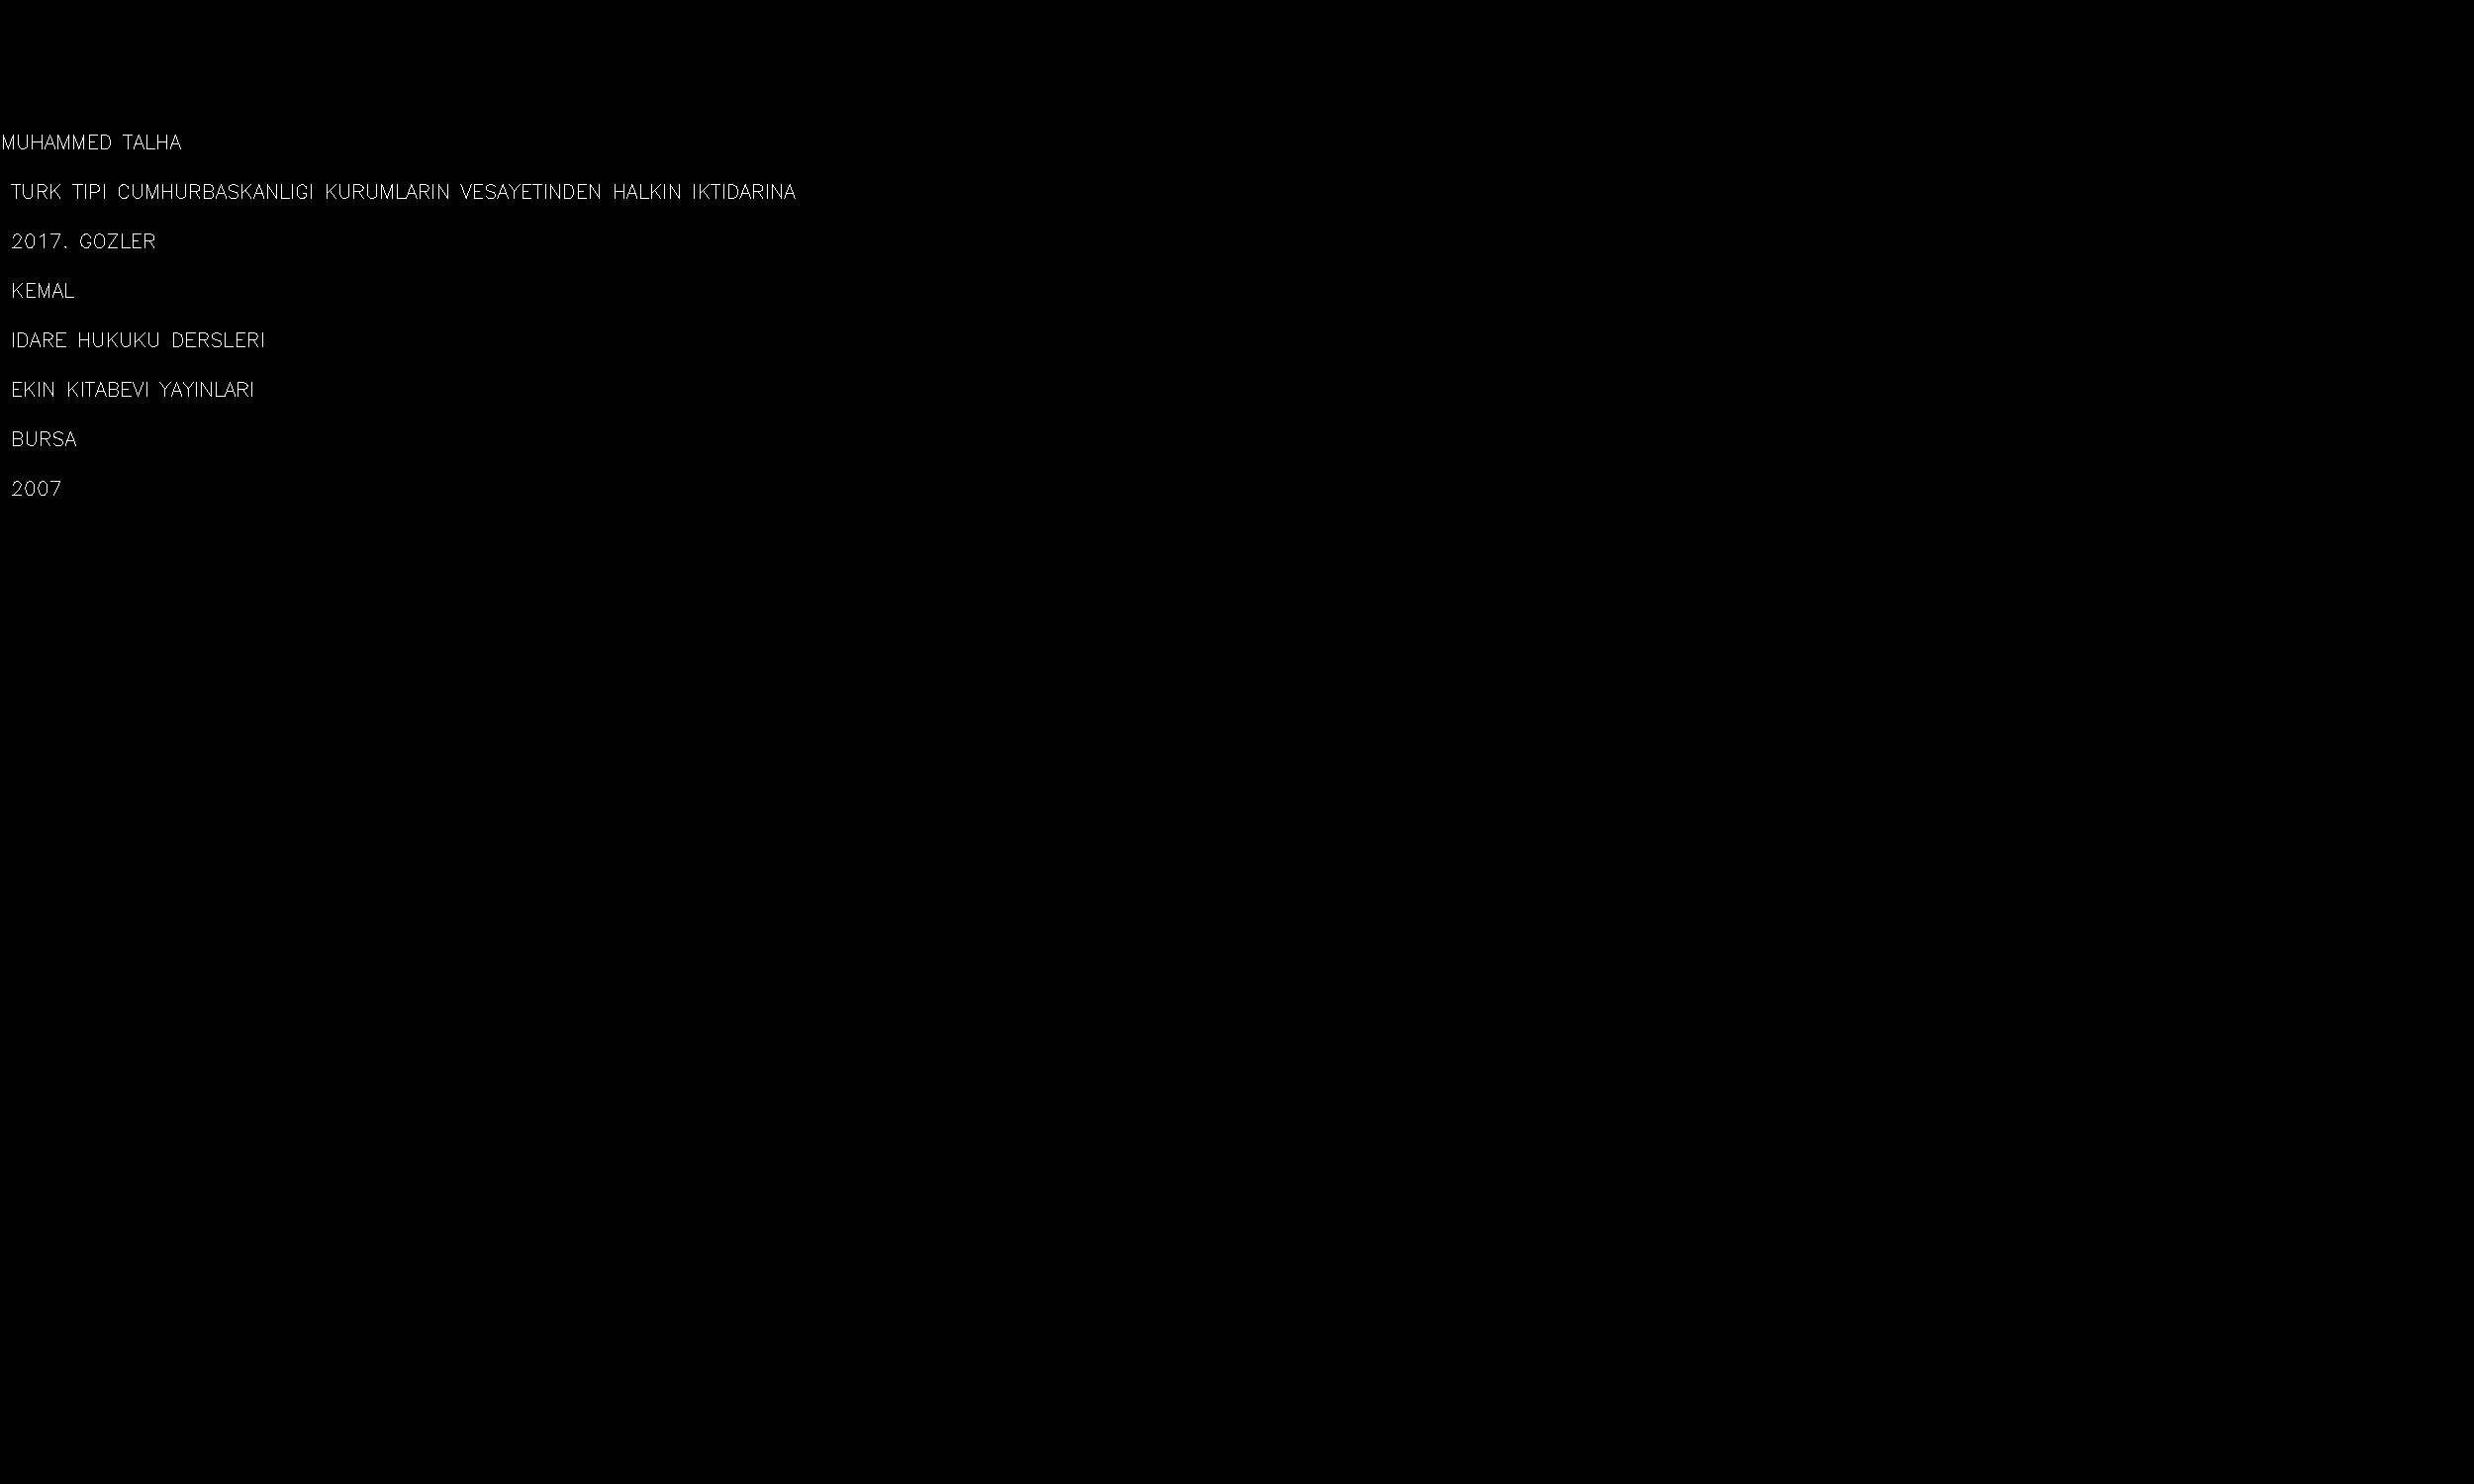 MUHAMMED TALHA
TURK TIPI CUMHURBASKANLIGI KURUMLARIN VESAYETINDEN HALKIN IKTIDARINA
2017. GOZLER
KEMAL
IDARE HUKUKU DERSLERI
EKIN KITABEVI YAYINLARI
BURSA
2007